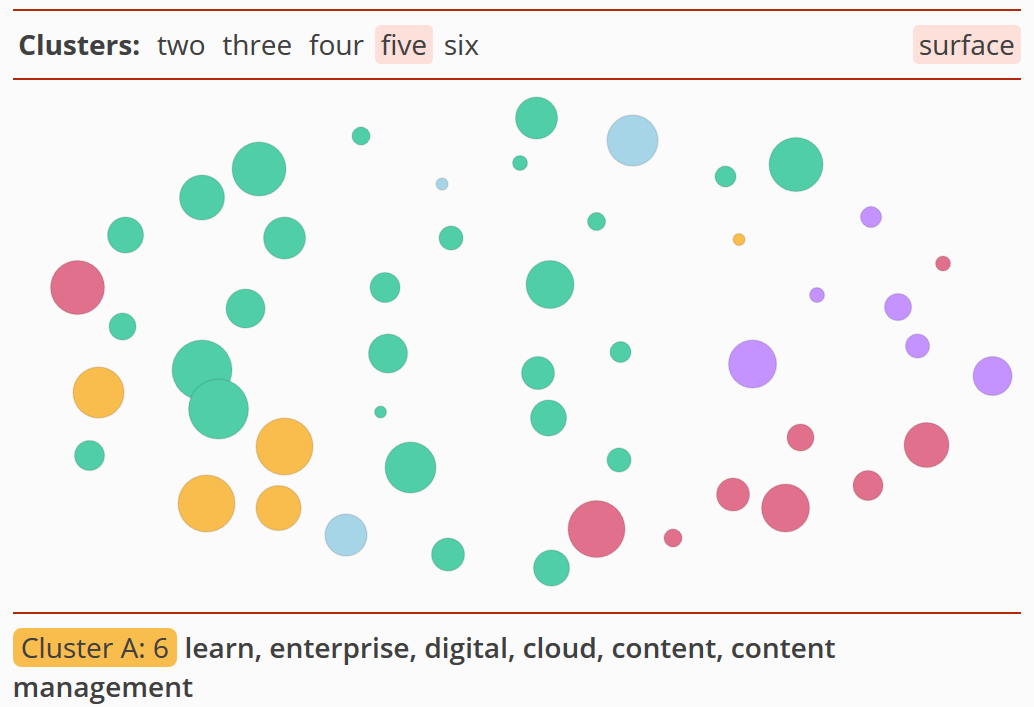 Clusters: two three four five six surface
Cluster A: 6 learn, enterprise, digital, cloud, content, content
management